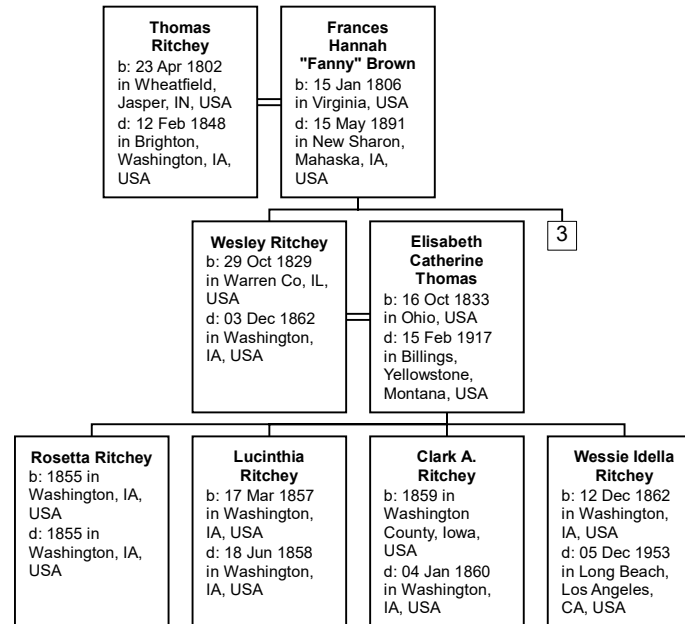 Thomas
Ritchey
b: 23 Apr 1802
in Wheatfield,
Jasper, IN, USA
d: 12 Feb 1848
in Brighton,
Washington, IA,
USA
Frances
Hannah
"Fanny" Brown
b: 15 Jan 1806
in Virginia, USA
d: 15 May 1891
in New Sharon,
Mahaska, IA,
USA
Wesley Ritchey
b: 29 Oct 1829
in Warren Co, IL,
USA
d: 03 Dec 1862
in Washington,
IA, USA
Elisabeth
Catherine
Thomas
b: 16 Oct 1833
in Ohio, USA
d: 15 Feb 1917
in Billings,
Yellowstone,
Montana, USA
3
Rosetta Ritchey
b: 1855 in
Washington, IA,
USA
d: 1855 in
Washington, IA,
USA
Lucinthia
Ritchey
b: 17 Mar 1857
in Washington,
IA, USA
d: 18 Jun 1858
in Washington,
IA, USA
Clark A.
Ritchey
b: 1859 in
Washington
County, Iowa,
USA
d: 04 Jan 1860
in Washington,
IA, USA
Wessie Idella
Ritchey
b: 12 Dec 1862
in Washington,
IA, USA
d: 05 Dec 1953
in Long Beach,
Los Angeles,
CA, USA